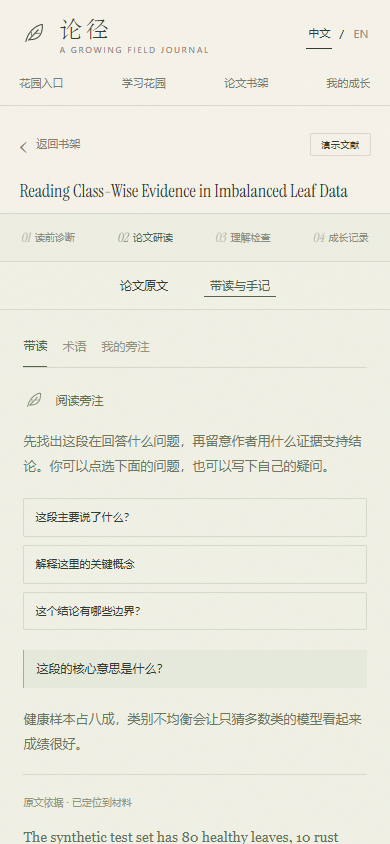 论径
A GROWING FIELD JOURNAL
中文 / EN
花园入口 学习花园 论文书架 我的成长
返回书架 演示文献
Reading Class-Wise Evidence in Imbalanced Leaf Data
01 读前诊断 02 论文研读 03 理解检查 04 成长记录
论文原文 带读与手记
带读 术语 我的旁注
阅读旁注
先找出这段在回答什么问题，再留意作者用什么证据支持结
论。你可以点选下面的问题，也可以写下自己的疑问。
这段主要说了什么？
解释这里的关键概念
这个结论有哪些边界？
这段的核心意思是什么？
健康样本占八成，类别不均衡会让只猜多数类的模型看起来
成绩很好。
原文依据 · 已定位到材料
The synthetic test set has 80 healthy leaves, 10 rust